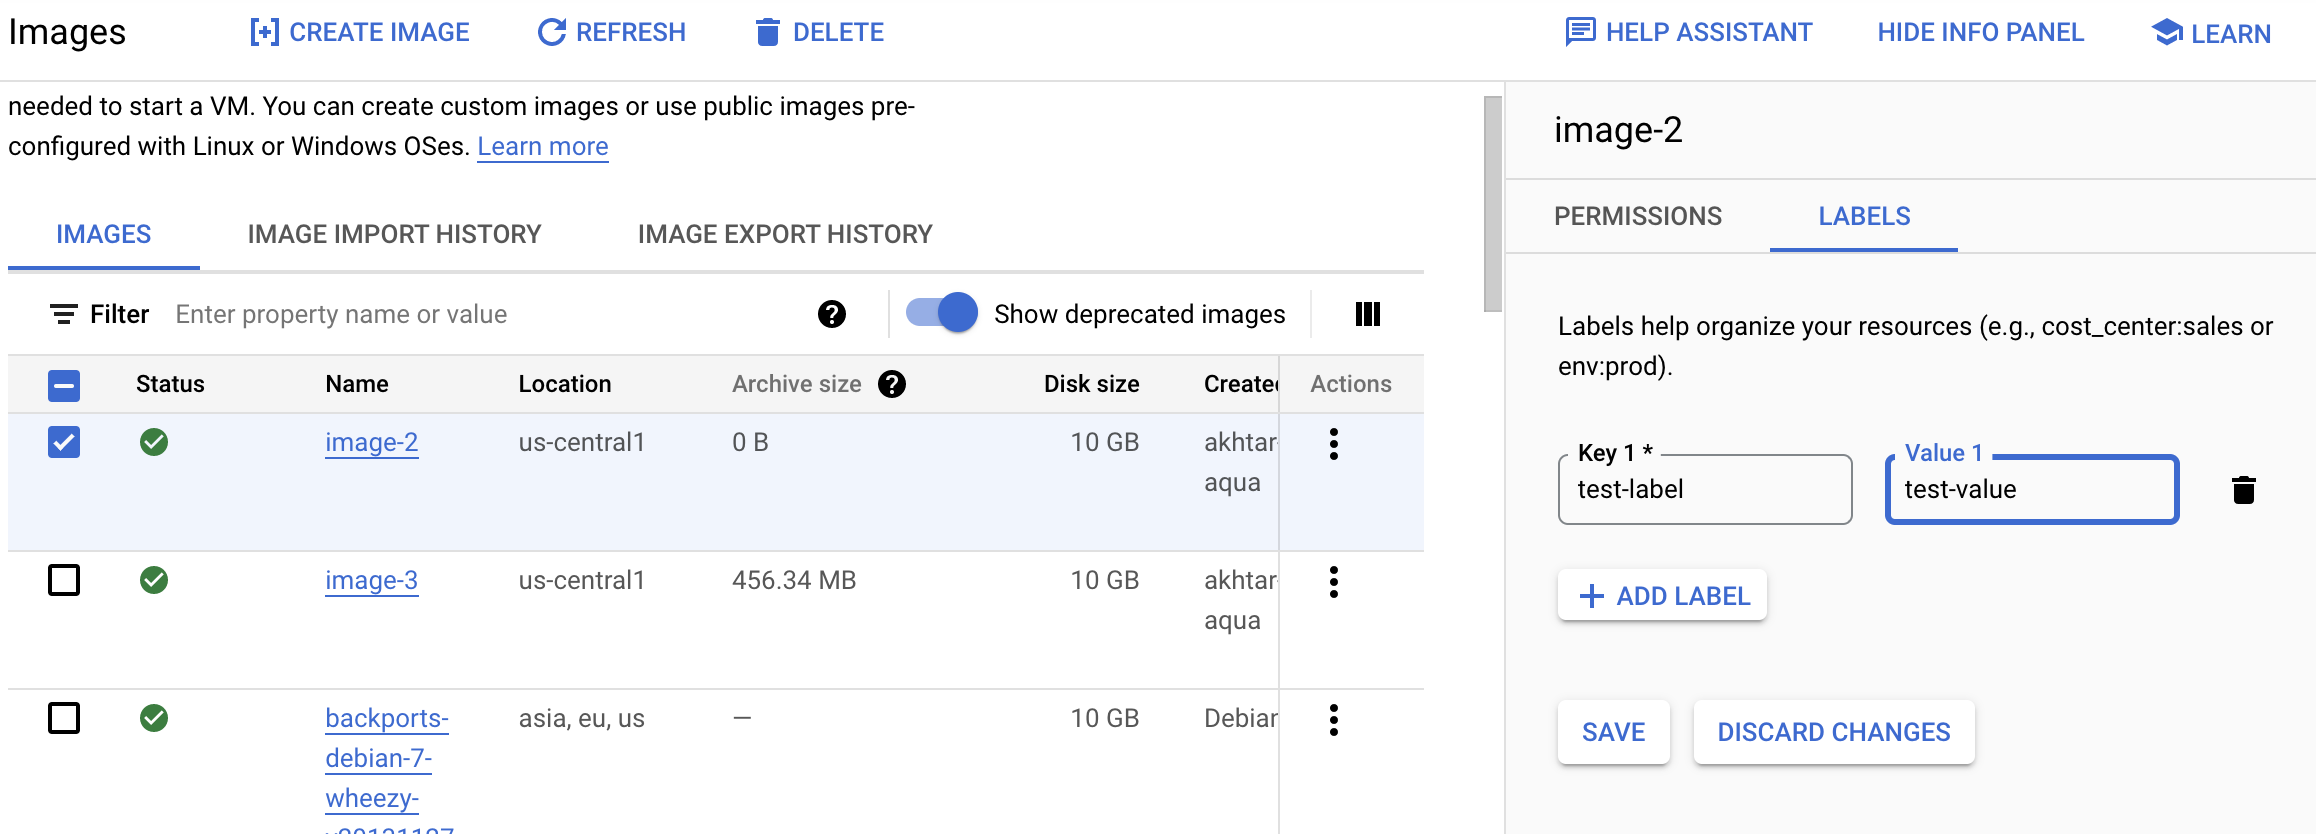 Images
CREATE IMAGE
REFRESH
DELETE
HELP ASSISTANT
HIDE INFO PANEL
LEARN
needed to start a VM. You can create custom images or use public images pre-
configured with Linux or Windows OSes. Learn more
IMAGES
IMAGE IMPORT HISTORY
IMAGE EXPORT HISTORY
Filter
Enter property name or value
Show deprecated images
Status
Name
Location
Archive size
Disk size
Created
Actions
image-2
us-central1
0 B
10 GB
akhtar-
aqua
image-3
us-central1
456.34 MB
10 GB
akhtar-
aqua
backports-
debian-7-
wheezy-
asia, eu, us
—
10 GB
Debian
image-2
PERMISSIONS
LABELS
Labels help organize your resources (e.g., cost_center:sales or
env:prod).
Key 1 *
test-label
Value 1
test-value
ADD LABEL
SAVE
DISCARD CHANGES